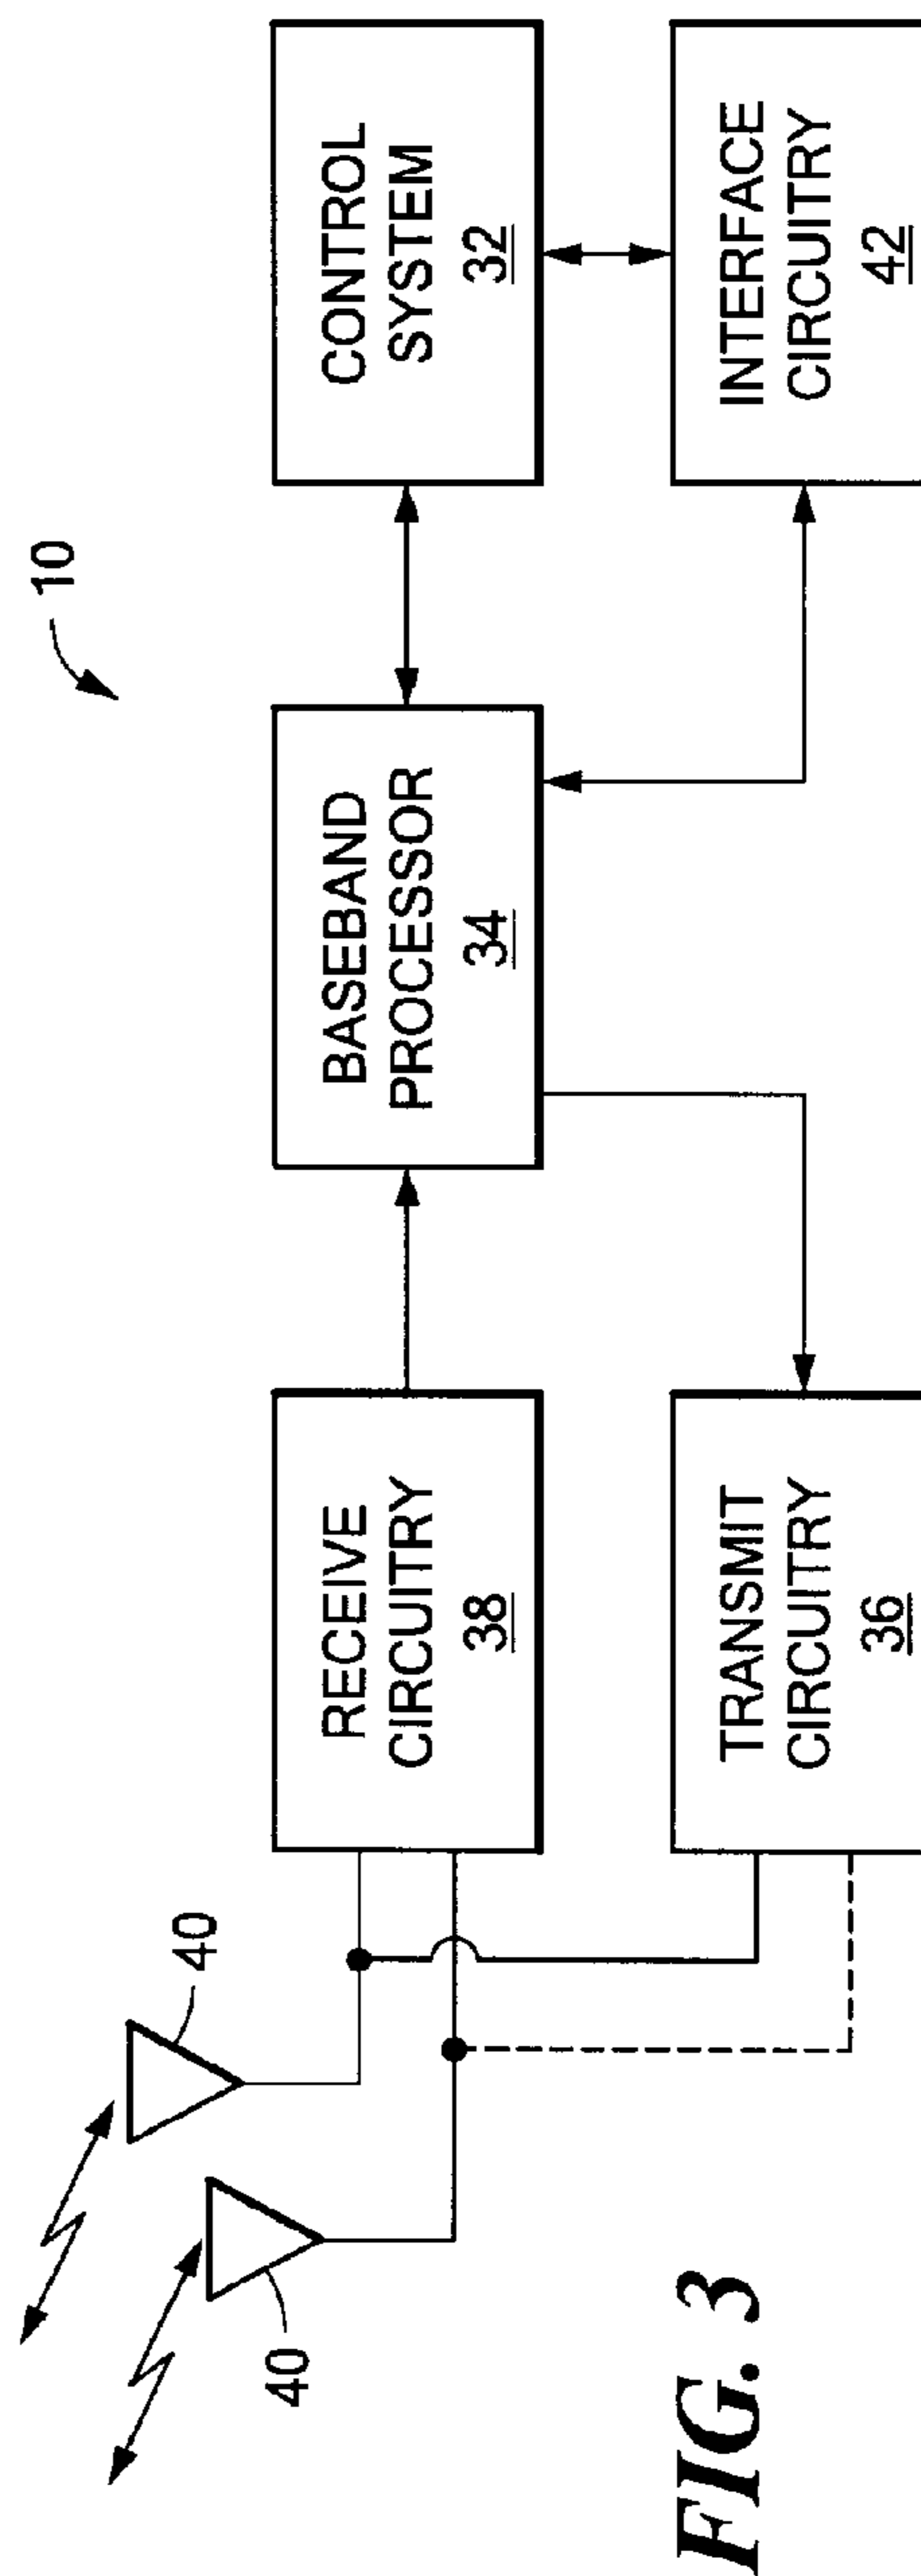 10
40
40
RECEIVE
CIRCUITRY
38
BASEBAND
PROCESSOR
34
CONTROL
SYSTEM
32
TRANSMIT
CIRCUITRY
36
INTERFACE
CIRCUITRY
42
FIG. 3